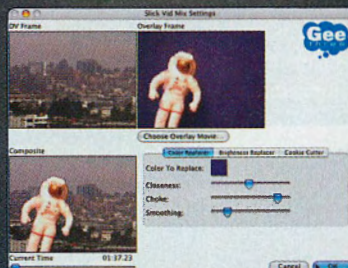 Slick Vid Mix Settings
DV Frame
Overlay Frame
Gee
Three
Choose Overlay Movie...
Composite
Color Replacer
Brightness Replacer
Cookie Cutter
Color To Replace:
Closeness:
Choke:
Smoothing:
Current Time
01:37.23
Cancel
OK